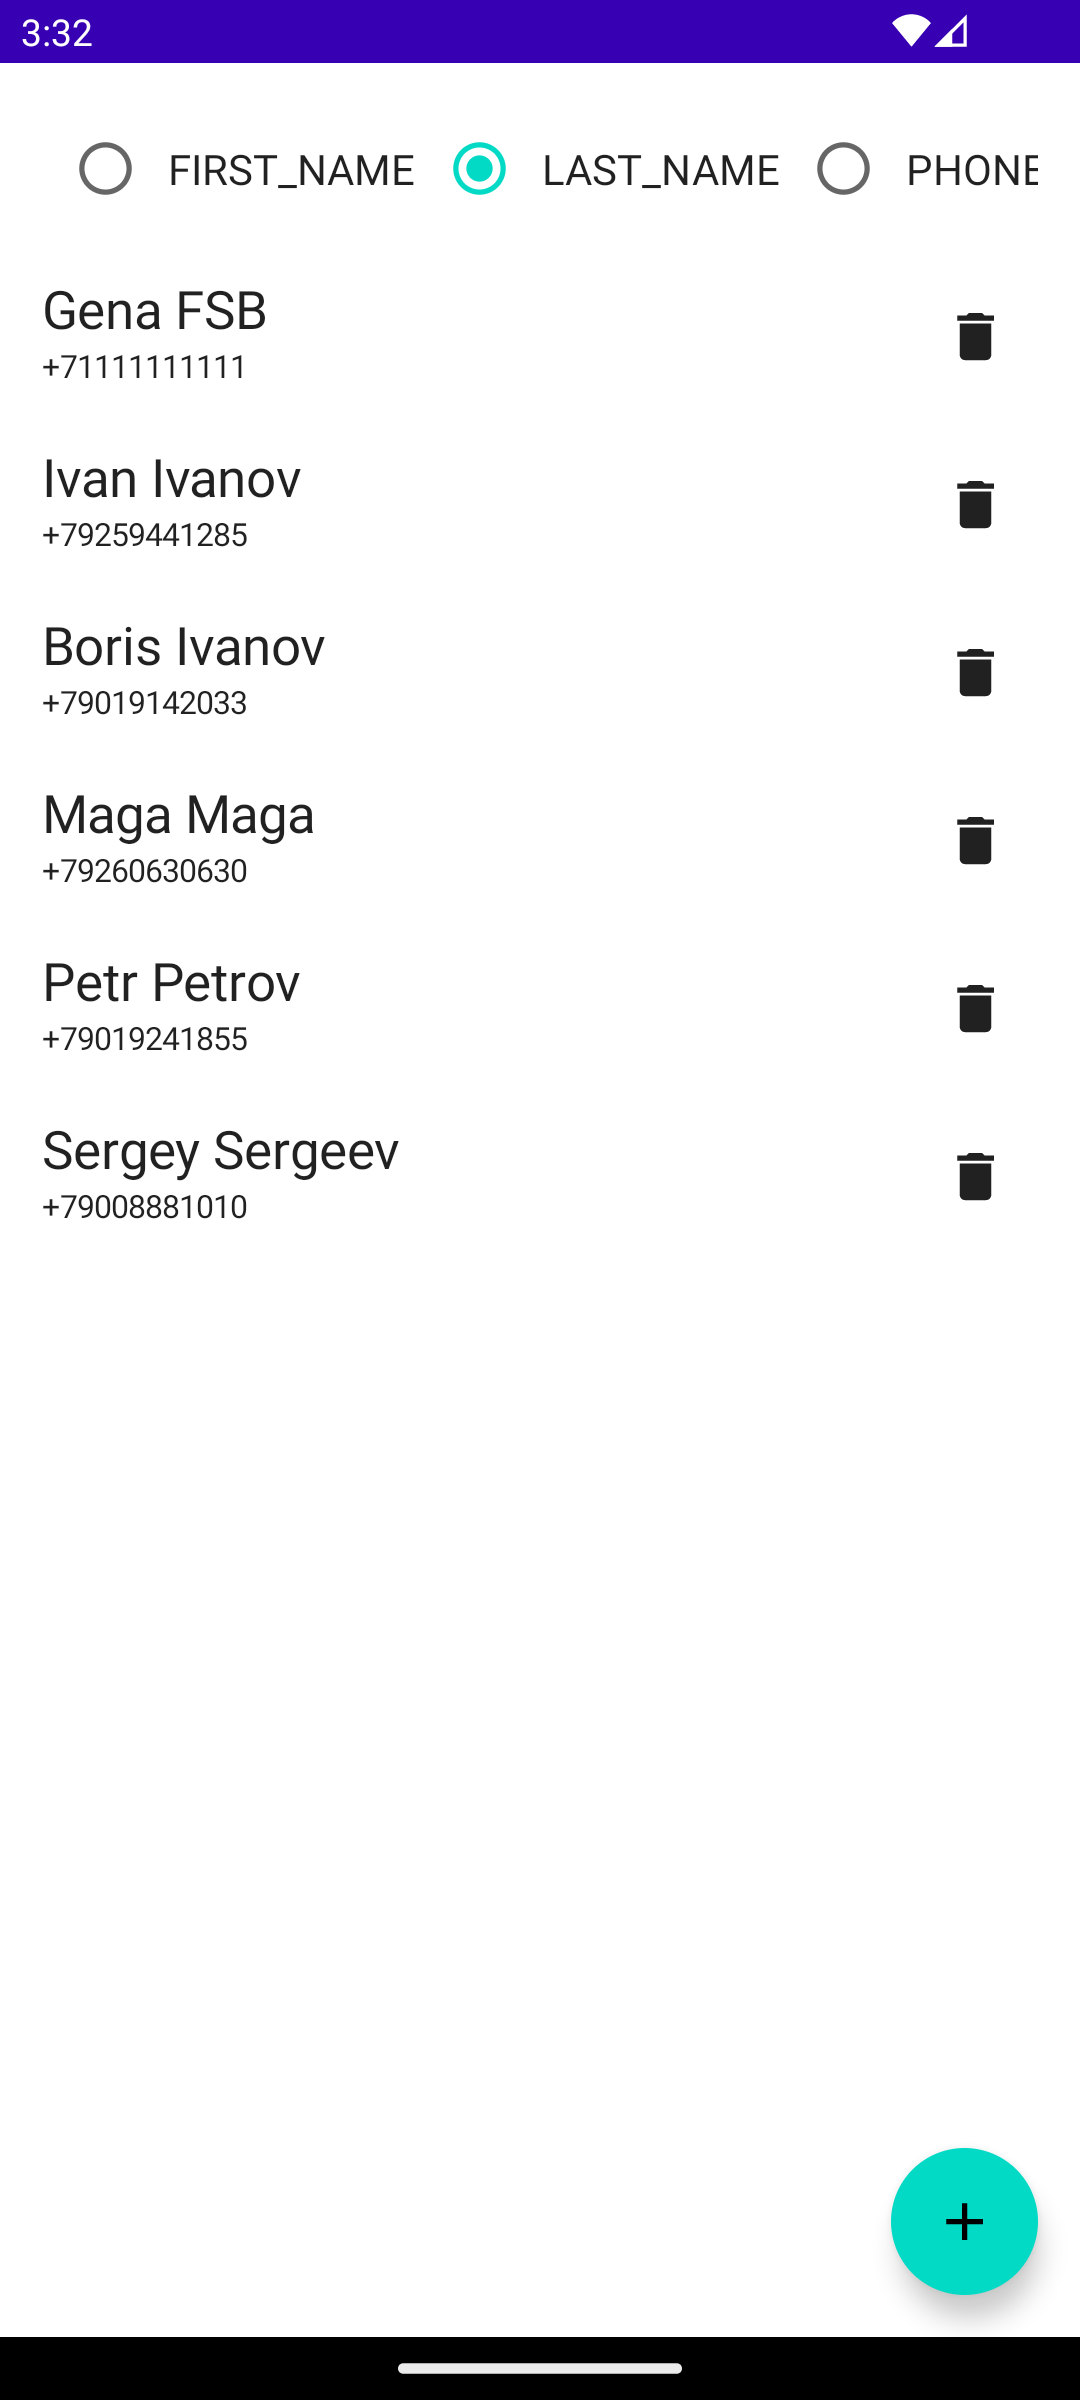 3:32
FIRST_NAME LAST_NAME PHONE
Gena FSB
+71111111111
Ivan Ivanov
+79259441285
Boris Ivanov
+79019142033
Maga Maga
+79260630630
Petr Petrov
+79019241855
Sergey Sergeev
+79008881010